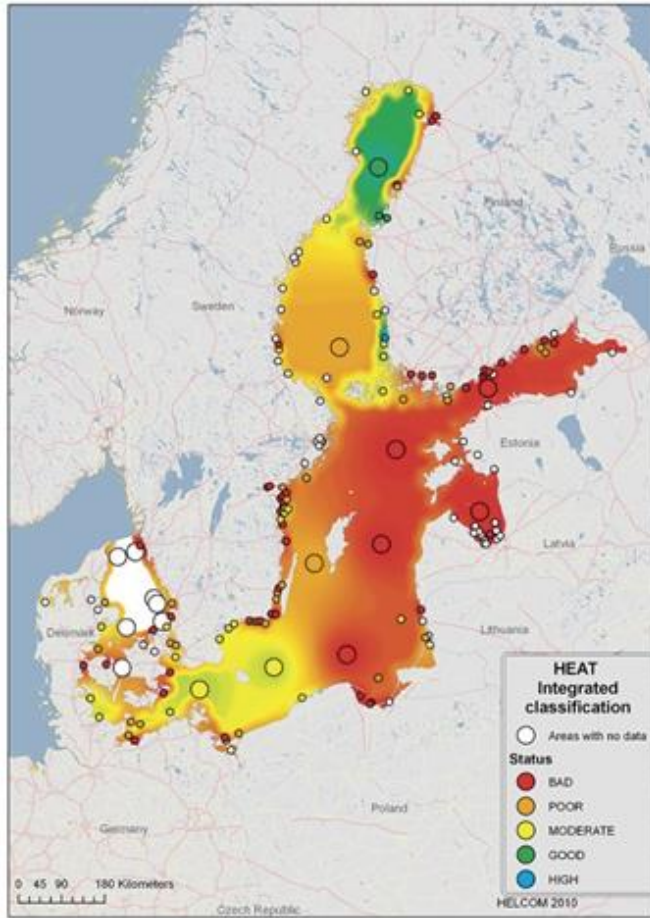 Finland
Russia
Norway
Sweden
Estonia
Latvia
Denmark
Lithuania
HEAT
Integrated
classification
Areas with no data
Status
BAD
POOR
MODERATE
GOOD
HIGH
Poland
Germany
0 45 90 180 Kilometers
HELCOM 2010
Czech Republic